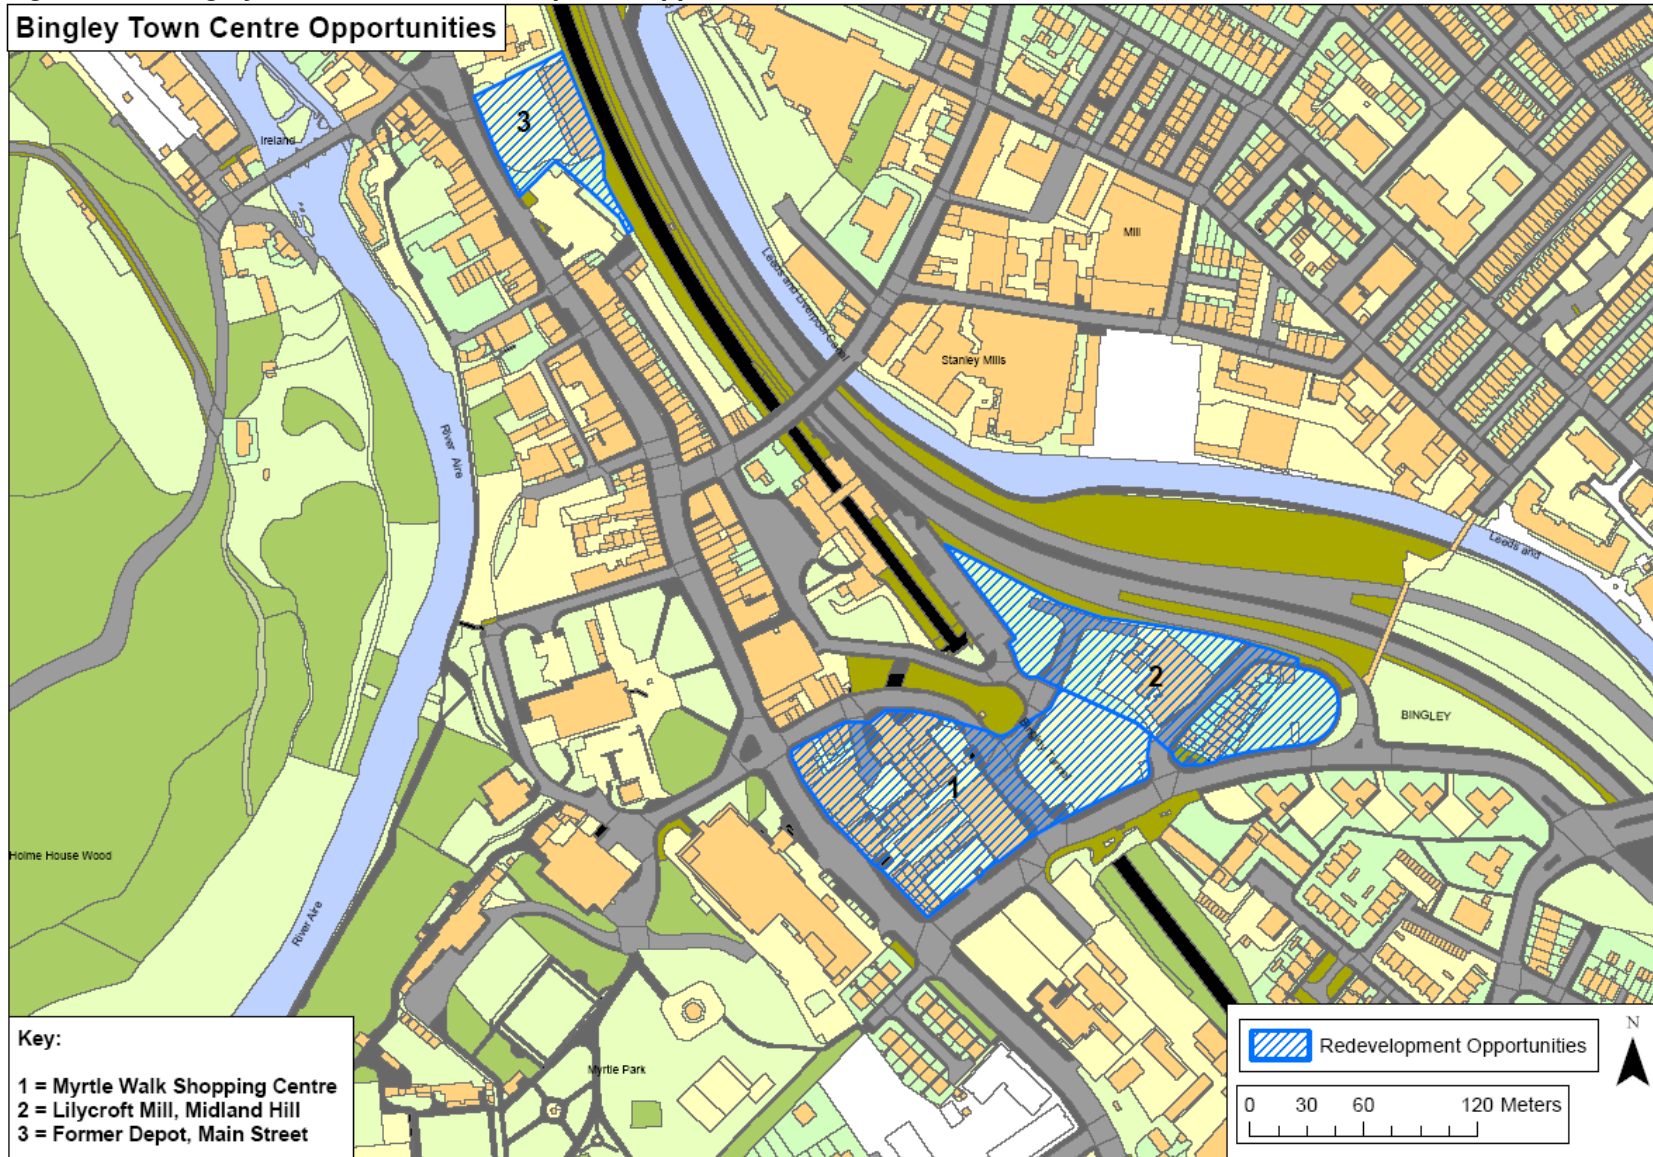 Bingley Town Centre Opportunities
3
Ireland
Mill
Leeds and Liverpool Canal
Stanley Mills
River Aire
Leeds and
2
BINGLEY
Bingley Tunnel
1
Holme House Wood
River Aire
Myrtle Park
Key:
1 = Myrtle Walk Shopping Centre
2 = Lilycroft Mill, Midland Hill
3 = Former Depot, Main Street
Redevelopment Opportunities
N
0 30 60 120 Meters